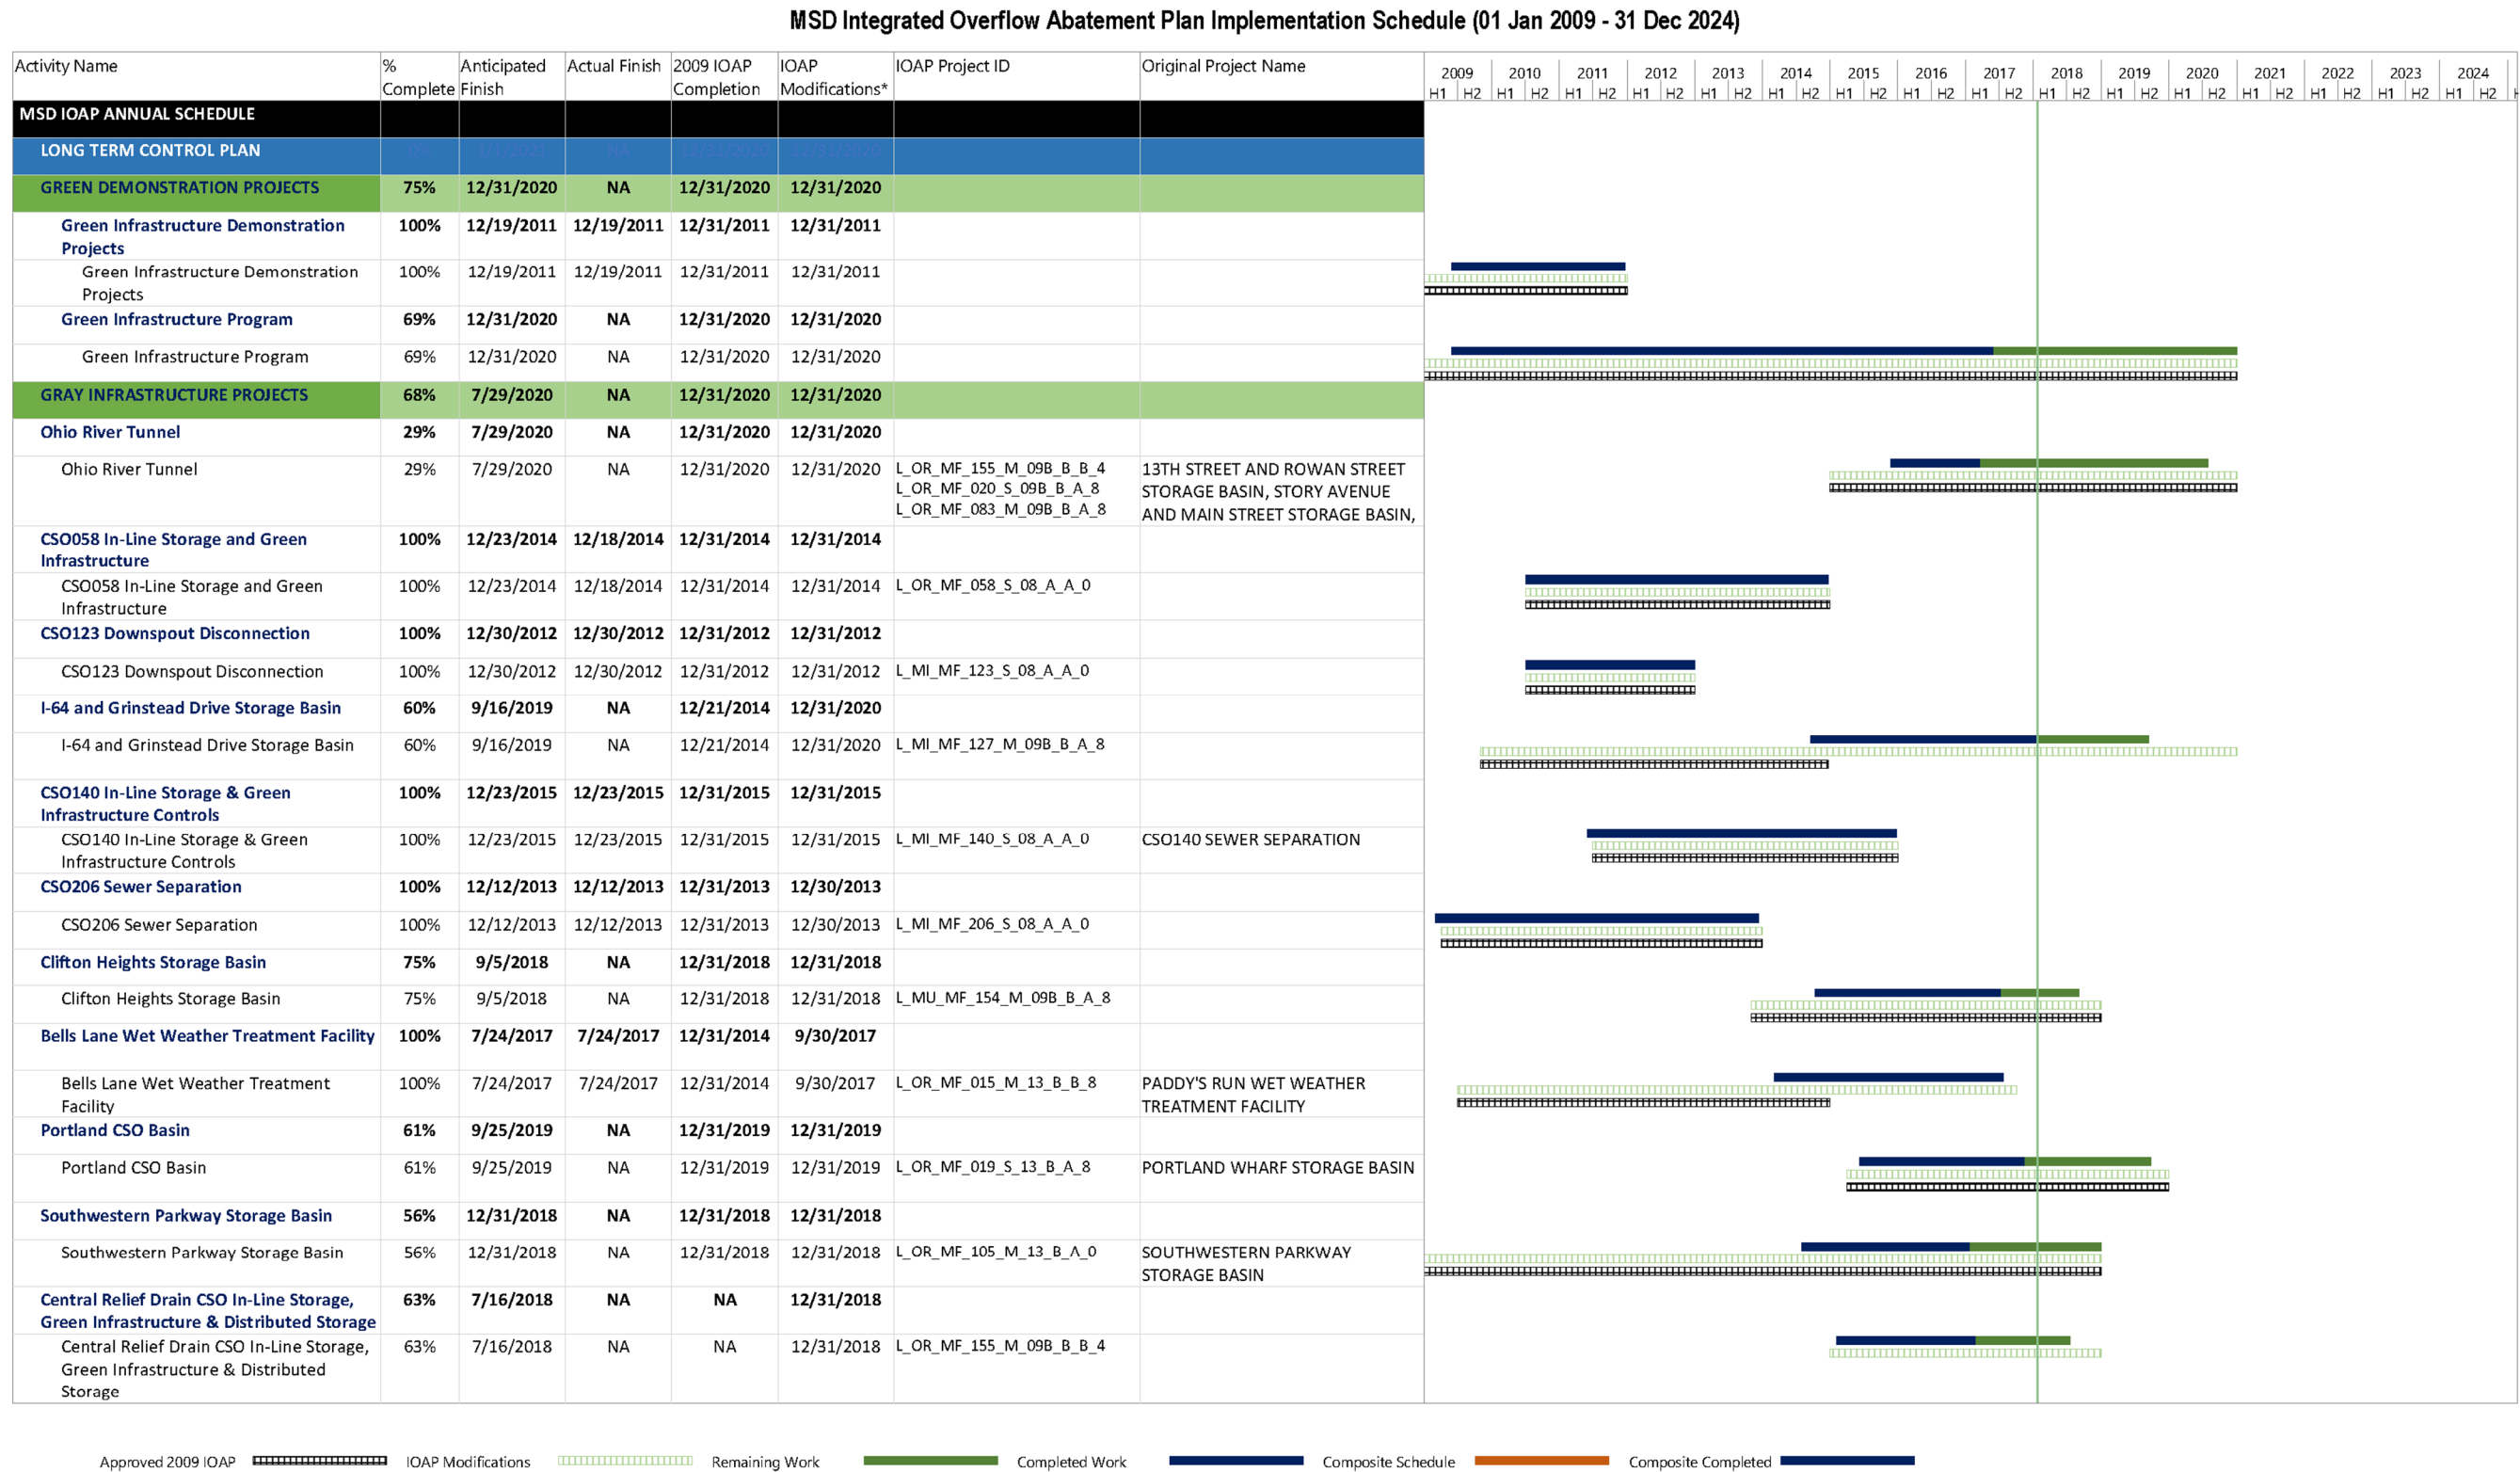 MSD Integrated Overflow Abatement Plan Implementation Schedule (01 Jan 2009 - 31 Dec 2024)
Activity Name % Complete Anticipated Finish Actual Finish 2009 IOAP Completion IOAP Modifications* IOAP Project ID Original Project Name
2009 2010 2011 2012 2013 2014 2015 2016 2017 2018 2019 2020 2021 2022 2023 2024
H1 H2 H1 H2 H1 H2 H1 H2 H1 H2 H1 H2 H1 H2 H1 H2 H1 H2 H1 H2 H1 H2 H1 H2 H1 H2 H1 H2 H1 H2 H1 H2
MSD IOAP ANNUAL SCHEDULE
LONG TERM CONTROL PLAN 0% 1/1/2021 NA 12/31/2020 12/31/2020
GREEN DEMONSTRATION PROJECTS 75% 12/31/2020 NA 12/31/2020 12/31/2020
Green Infrastructure Demonstration 100% 12/19/2011 12/19/2011 12/31/2011 12/31/2011
Projects
Green Infrastructure Demonstration 100% 12/19/2011 12/19/2011 12/31/2011 12/31/2011
Projects
Green Infrastructure Program 69% 12/31/2020 NA 12/31/2020 12/31/2020
Green Infrastructure Program 69% 12/31/2020 NA 12/31/2020 12/31/2020
GRAY INFRASTRUCTURE PROJECTS 68% 7/29/2020 NA 12/31/2020 12/31/2020
Ohio River Tunnel 29% 7/29/2020 NA 12/31/2020 12/31/2020
Ohio River Tunnel 29% 7/29/2020 NA 12/31/2020 12/31/2020 L_OR_MF_155_M_09B_B_B_4 13TH STREET AND ROWAN STREET
L_OR_MF_020_S_09B_B_A_8 STORAGE BASIN, STORY AVENUE
L_OR_MF_083_M_09B_B_A_8 AND MAIN STREET STORAGE BASIN,
CSO058 In-Line Storage and Green 100% 12/23/2014 12/18/2014 12/31/2014 12/31/2014
Infrastructure
CSO058 In-Line Storage and Green 100% 12/23/2014 12/18/2014 12/31/2014 12/31/2014 L_OR_MF_058_S_08_A_A_0
Infrastructure
CSO123 Downspout Disconnection 100% 12/30/2012 12/30/2012 12/31/2012 12/31/2012
CSO123 Downspout Disconnection 100% 12/30/2012 12/30/2012 12/31/2012 12/31/2012 L_MI_MF_123_S_08_A_A_0
I-64 and Grinstead Drive Storage Basin 60% 9/16/2019 NA 12/21/2014 12/31/2020
I-64 and Grinstead Drive Storage Basin 60% 9/16/2019 NA 12/21/2014 12/31/2020 L_MI_MF_127_M_09B_B_A_8
CSO140 In-Line Storage & Green 100% 12/23/2015 12/23/2015 12/31/2015 12/31/2015
Infrastructure Controls
CSO140 In-Line Storage & Green 100% 12/23/2015 12/23/2015 12/31/2015 12/31/2015 L_MI_MF_140_S_08_A_A_0 CSO140 SEWER SEPARATION
Infrastructure Controls
CSO206 Sewer Separation 100% 12/12/2013 12/12/2013 12/31/2013 12/30/2013
CSO206 Sewer Separation 100% 12/12/2013 12/12/2013 12/31/2013 12/30/2013 L_MI_MF_206_S_08_A_A_0
Clifton Heights Storage Basin 75% 9/5/2018 NA 12/31/2018 12/31/2018
Clifton Heights Storage Basin 75% 9/5/2018 NA 12/31/2018 12/31/2018 L_MU_MF_154_M_09B_B_A_8
Bells Lane Wet Weather Treatment Facility 100% 7/24/2017 7/24/2017 12/31/2014 9/30/2017
Bells Lane Wet Weather Treatment 100% 7/24/2017 7/24/2017 12/31/2014 9/30/2017 L_OR_MF_015_M_13_B_B_8 PADDY'S RUN WET WEATHER
Facility TREATMENT FACILITY
Portland CSO Basin 61% 9/25/2019 NA 12/31/2019 12/31/2019
Portland CSO Basin 61% 9/25/2019 NA 12/31/2019 12/31/2019 L_OR_MF_019_S_13_B_A_8 PORTLAND WHARF STORAGE BASIN
Southwestern Parkway Storage Basin 56% 12/31/2018 NA 12/31/2018 12/31/2018
Southwestern Parkway Storage Basin 56% 12/31/2018 NA 12/31/2018 12/31/2018 L_OR_MF_105_M_13_B_A_0 SOUTHWESTERN PARKWAY
STORAGE BASIN
Central Relief Drain CSO In-Line Storage, 63% 7/16/2018 NA NA 12/31/2018
Green Infrastructure & Distributed Storage
Central Relief Drain CSO In-Line Storage, 63% 7/16/2018 NA NA 12/31/2018 L_OR_MF_155_M_09B_B_B_4
Green Infrastructure & Distributed
Storage
Approved 2009 IOAP IOAP Modifications Remaining Work Completed Work Composite Schedule Composite Completed